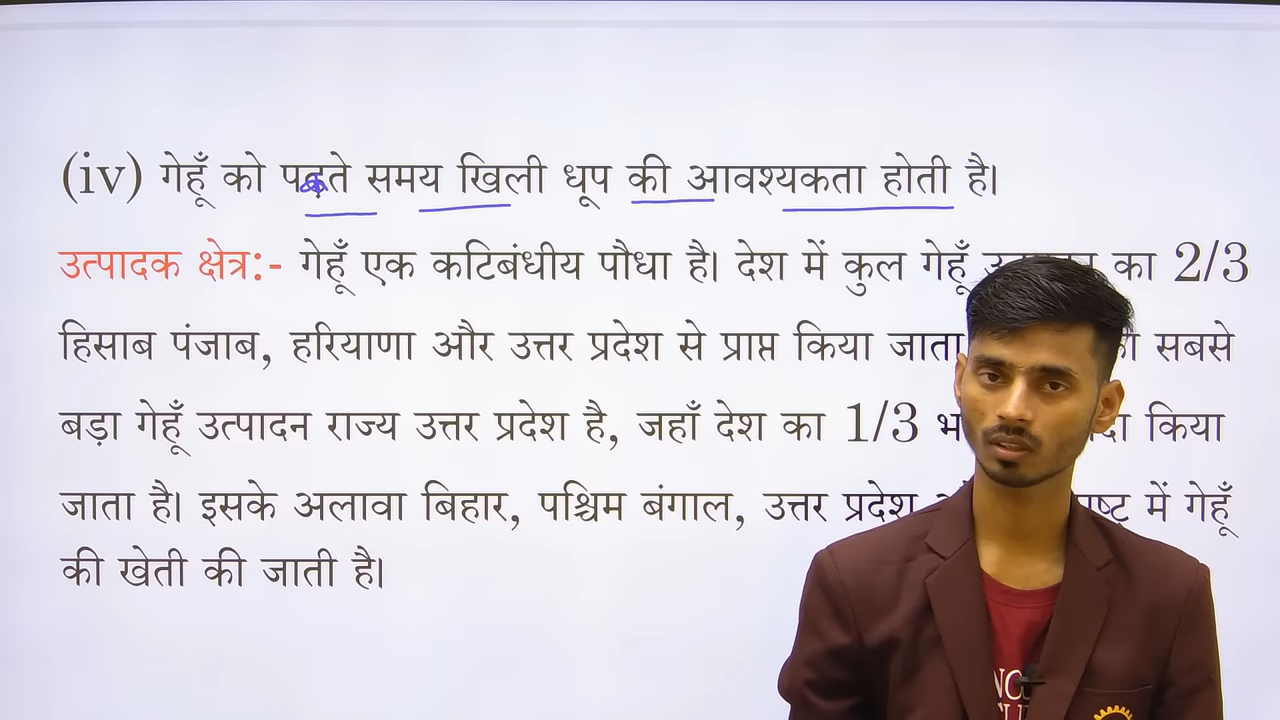 (iv) गेहूँ को पढ़ते समय खिली धूप की आवश्यकता होती है।
उत्पादक क्षेत्र:- गेहूँ एक कटिबंधीय पौधा है। देश में कुल गेहूँ का 2/3
हिसाब पंजाब, हरियाणा और उत्तर प्रदेश से प्राप्त किया जाता सबसे
बड़ा गेहूँ उत्पादन राज्य उत्तर प्रदेश है, जहाँ देश का 1/3 किया
जाता है। इसके अलावा बिहार, पश्चिम बंगाल, उत्तर प्रदेश में गेहूँ
की खेती की जाती है।